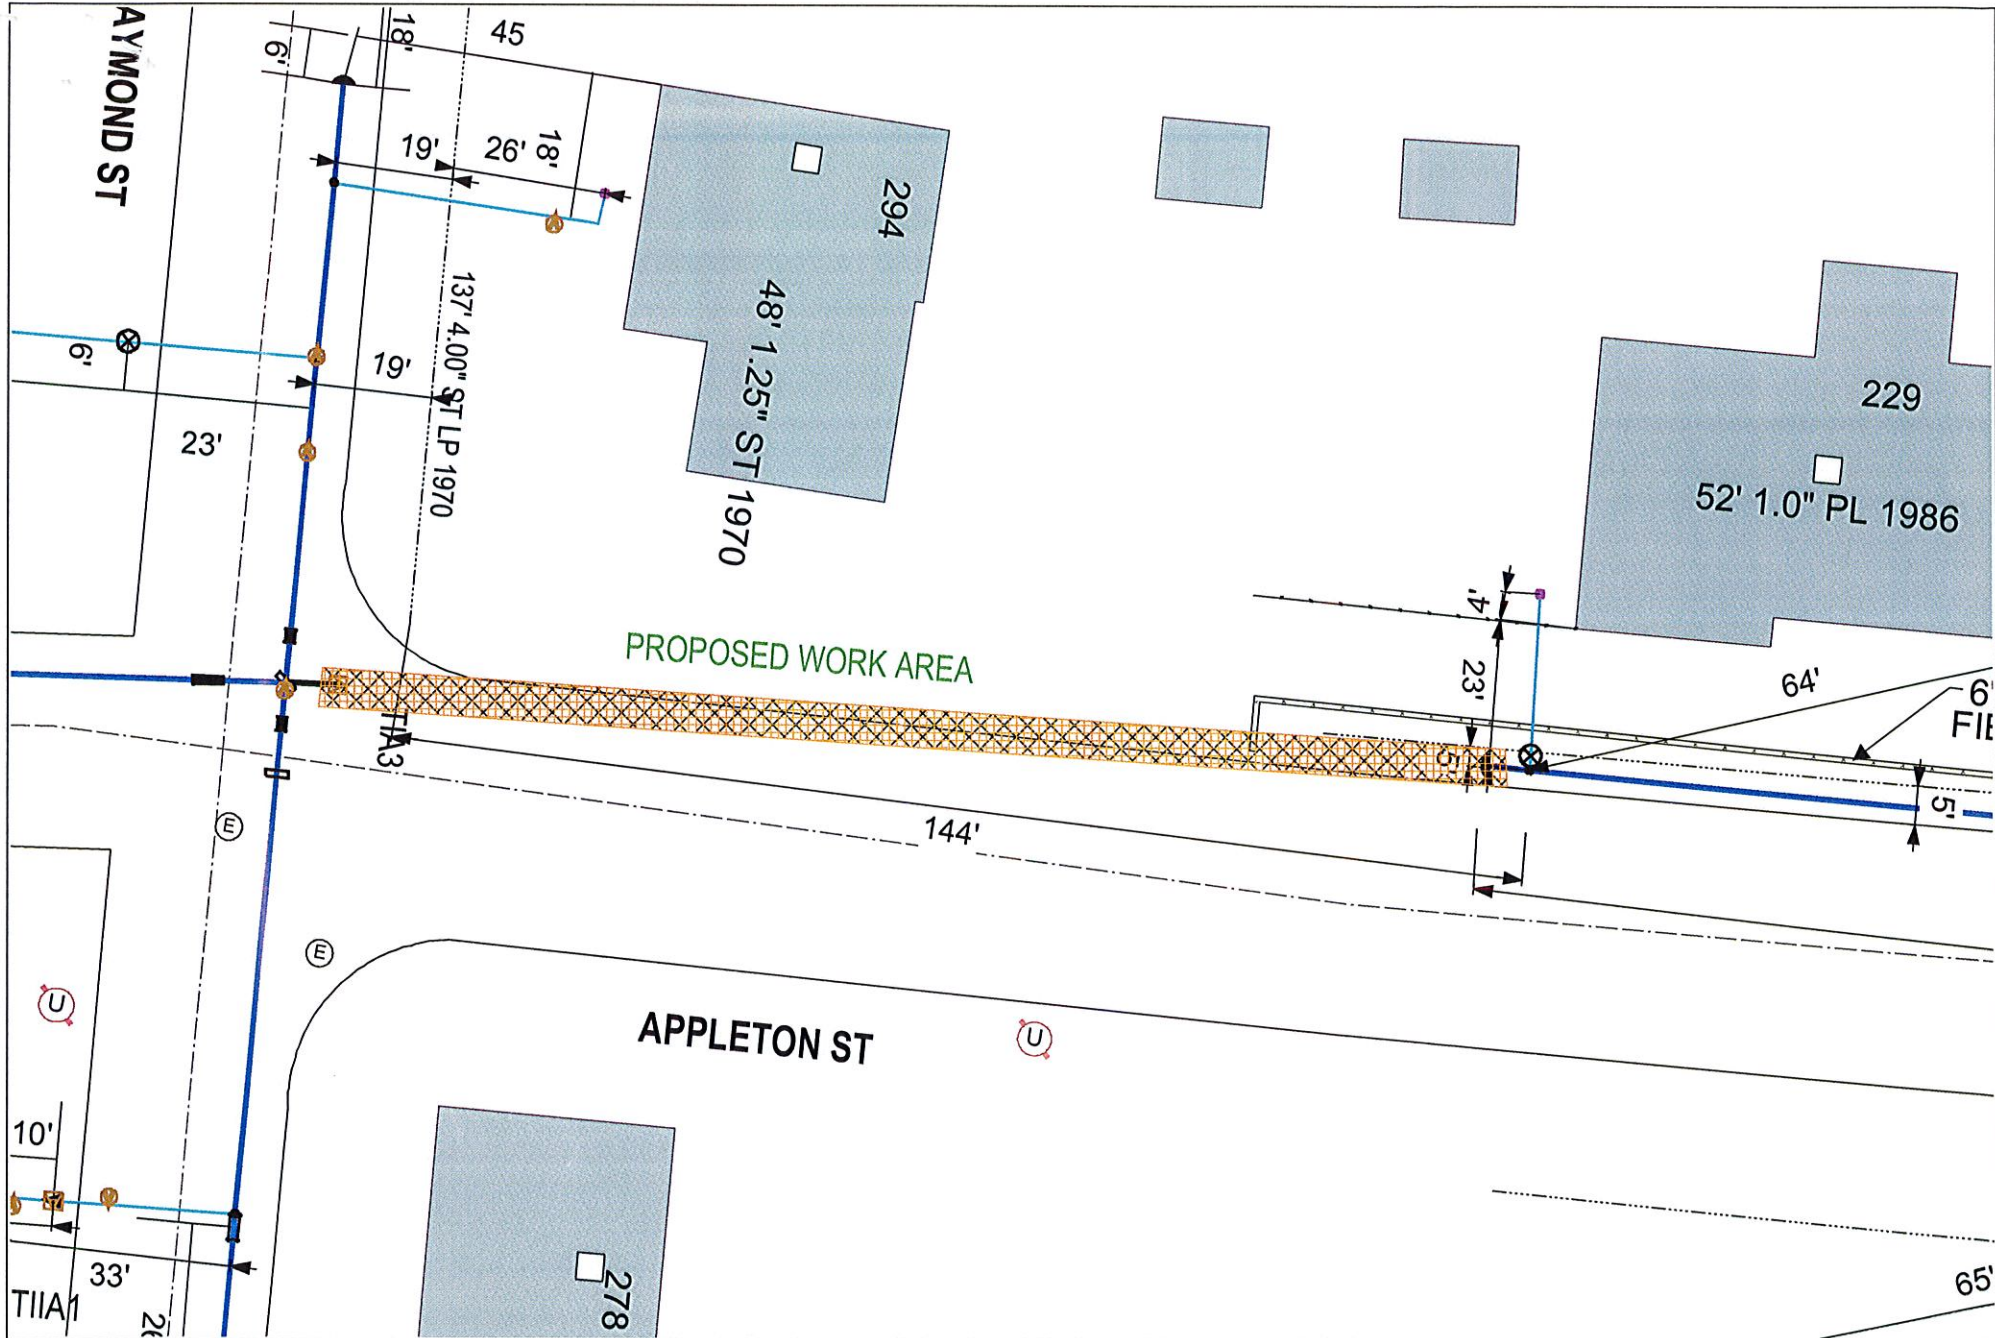 AYMOND ST
6'
18'
45
19'
26'
18'
294
137' 4.00" ST LP 1970
48' 1.25" ST 1970
6'
19'
23'
229
52' 1.0" PL 1986
4'
23'
PROPOSED WORK AREA
64'
6'
5'
5'
TIA3
144'
E
E
U
U
APPLETON ST
10'
33'
TIIA1
278
65'